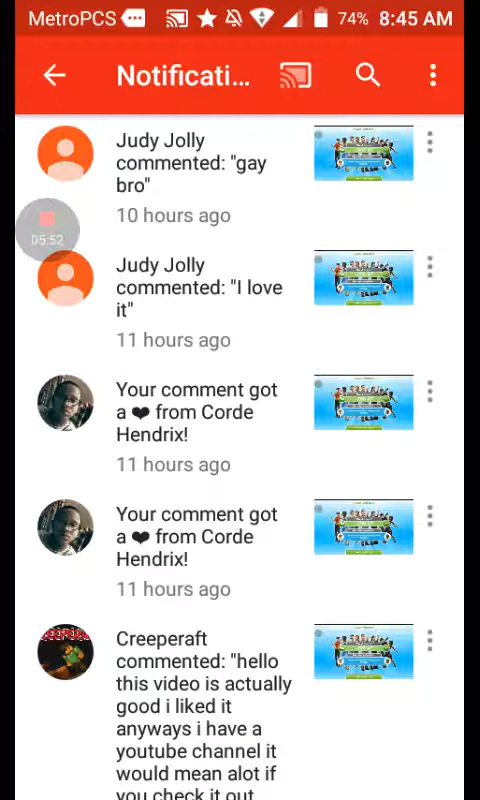 MetroPCS 74% 8:45 AM
Notificati...
Judy Jolly
commented: "gay
bro"
10 hours ago
05:52
Judy Jolly
commented: "I love
it"
11 hours ago
Your comment got
a ❤ from Corde
Hendrix!
11 hours ago
Your comment got
a ❤ from Corde
Hendrix!
11 hours ago
Creeperaft
commented: "hello
this video is actually
good i liked it
anyways i have a
youtube channel it
would mean alot if
you check it out